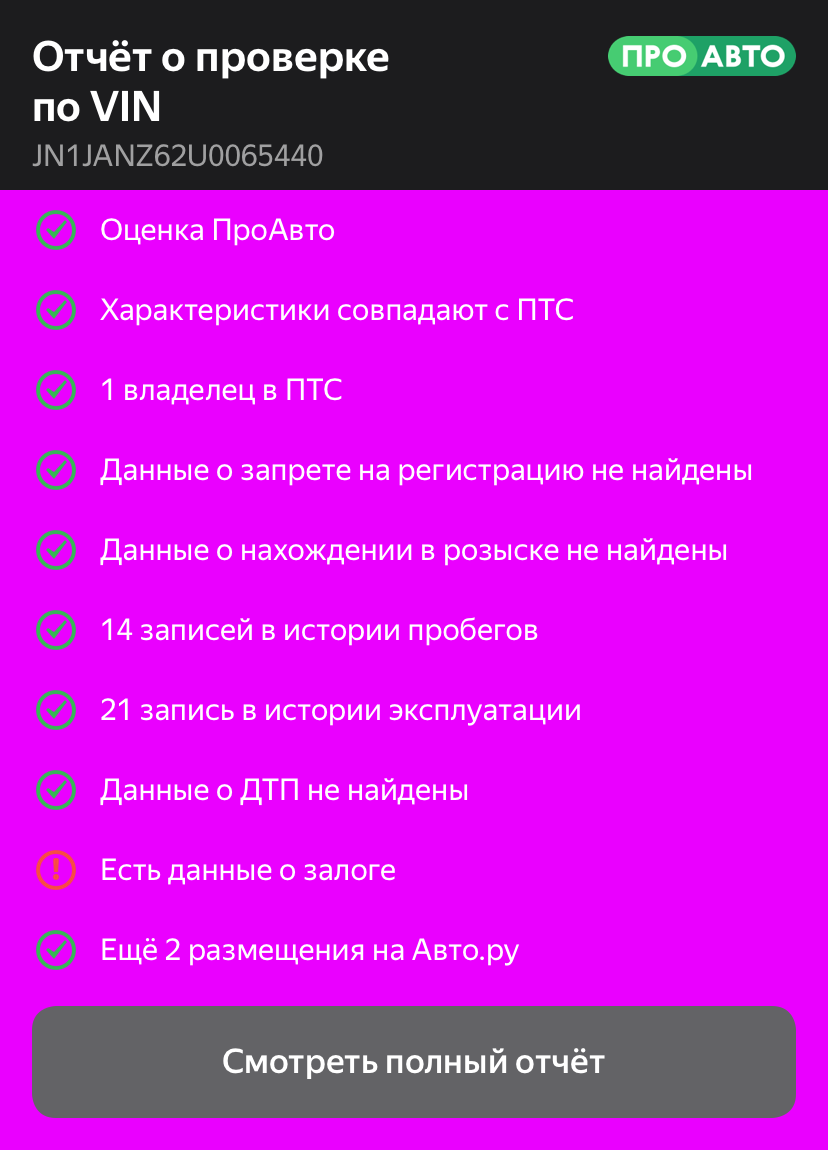 Отчёт о проверке
по VIN
ПРО АВТО
JN1JANZ62U0065440
Оценка ПроАвто
Характеристики совпадают с ПТС
1 владелец в ПТС
Данные о запрете на регистрацию не найдены
Данные о нахождении в розыске не найдены
14 записей в истории пробегов
21 запись в истории эксплуатации
Данные о ДТП не найдены
Есть данные о залоге
Ещё 2 размещения на Авто.ру
Смотреть полный отчёт